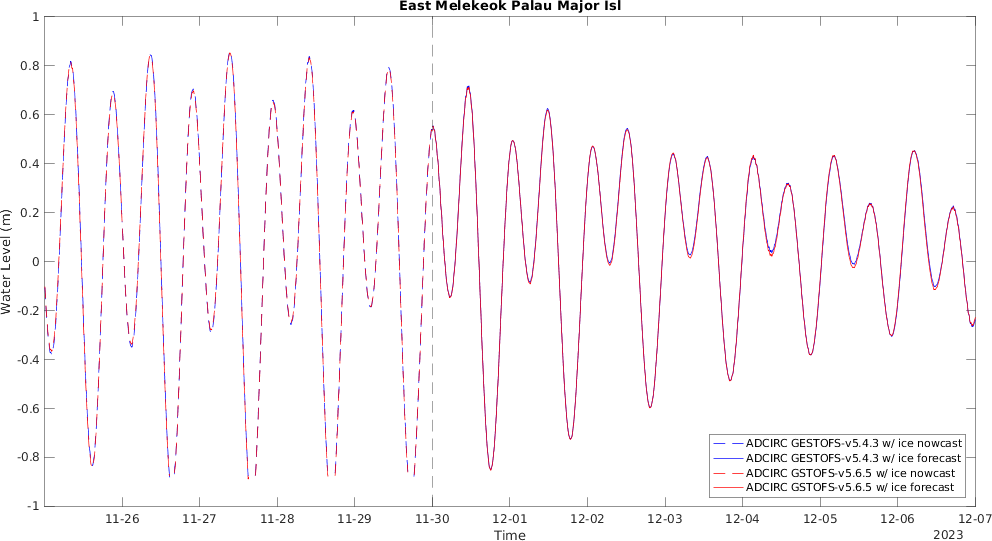 East Melekeok Palau Major Isl
1
0.8
0.6
0.4
0.2
0
-0.2
-0.4
-0.6
-0.8
-1
Water Level (m)
ADCIRC GESTOFS-v5.4.3 w/ ice nowcast
ADCIRC GESTOFS-v5.4.3 w/ ice forecast
ADCIRC GSTOFS-v5.6.5 w/ ice nowcast
ADCIRC GSTOFS-v5.6.5 w/ ice forecast
11-26 11-27 11-28 11-29 11-30 12-01 12-02 12-03 12-04 12-05 12-06 12-07
Time
2023